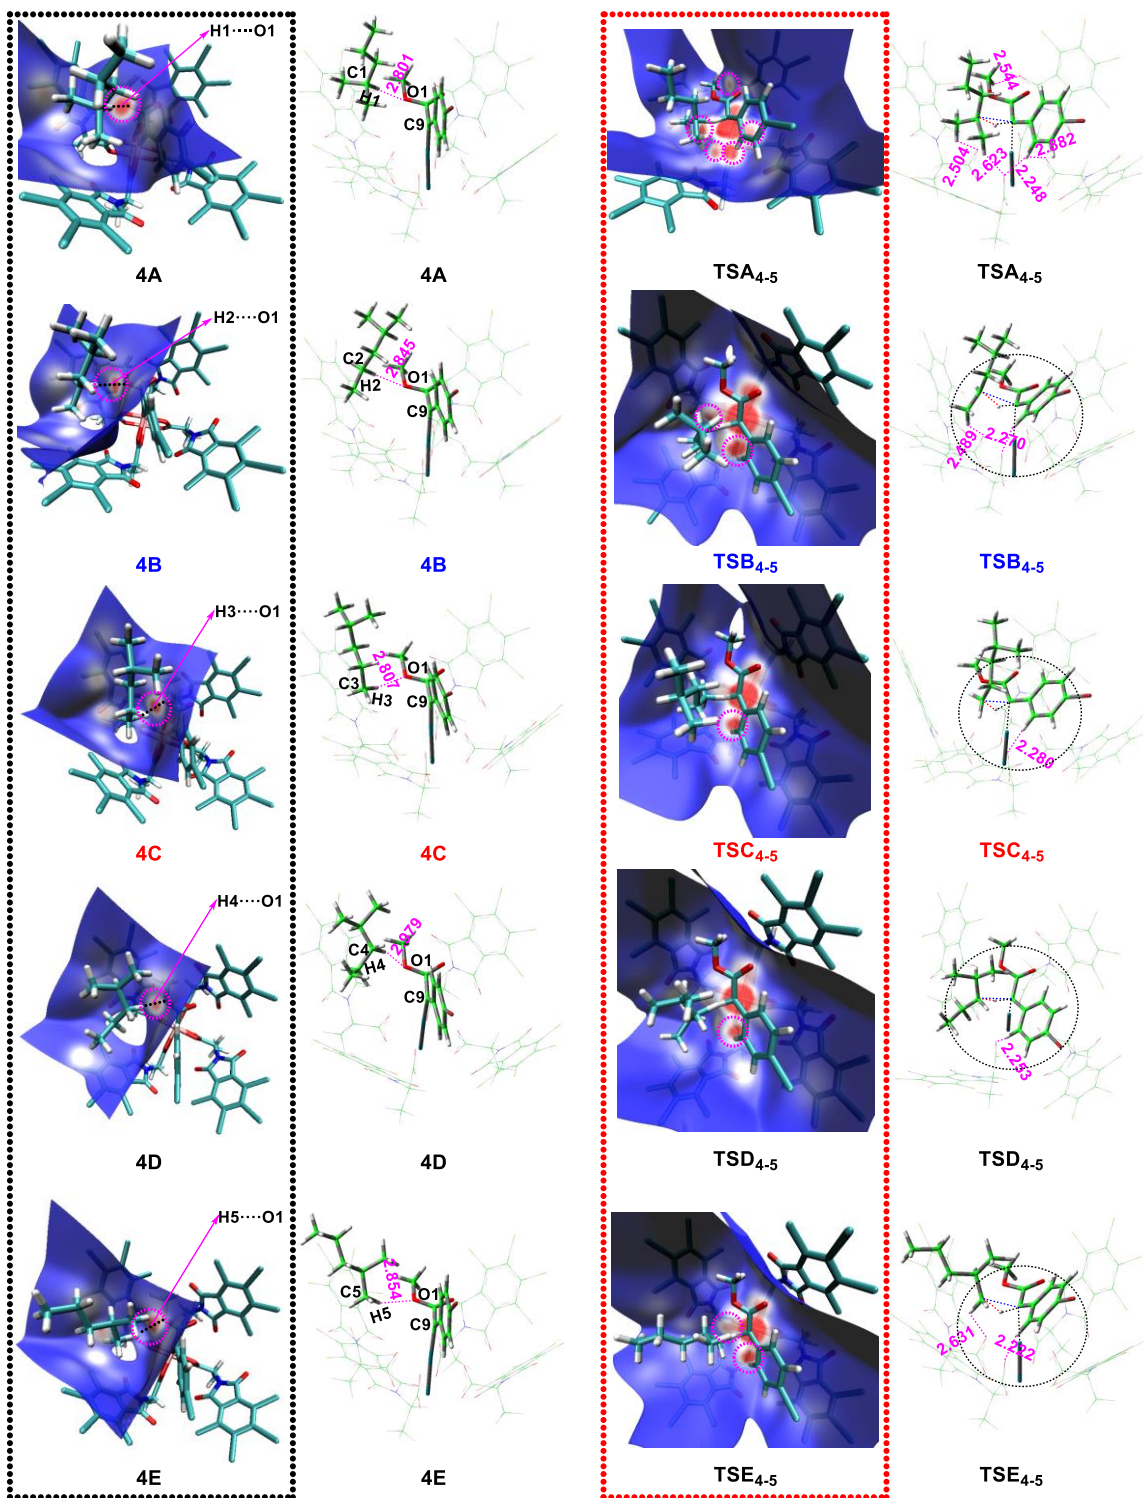 H1····O1
C1
H1
2.801
O1
C9
2.544
2.504
2.623
2.248
2.882
4A
4A
TSA4-5
TSA4-5
H2····O1
C2
H2
2.845
O1
C9
2.489
2.270
4B
4B
TSB4-5
TSB4-5
H3····O1
C3
H3
2.807
O1
C9
2.280
4C
4C
TSC4-5
TSC4-5
H4····O1
C4
H4
2.979
O1
C9
2.253
4D
4D
TSD4-5
TSD4-5
H5····O1
C5
H5
2.854
O1
C9
2.631
2.292
4E
4E
TSE4-5
TSE4-5